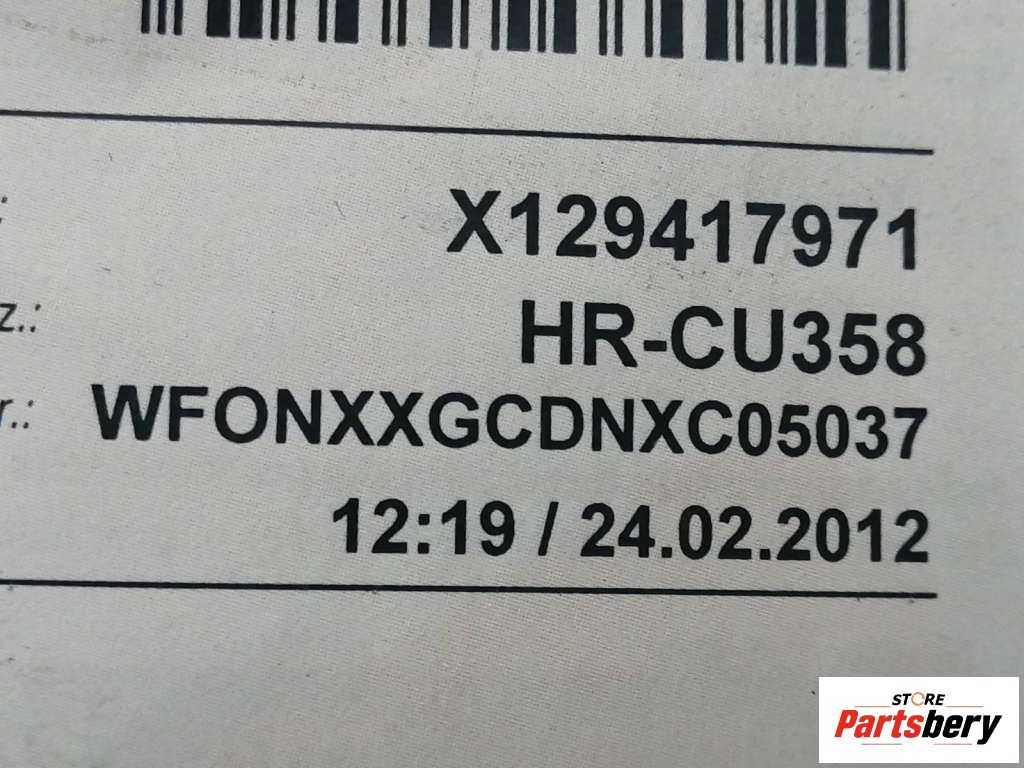 X129417971
z.: HR-CU358
r.: WFONXXGCDNXC05037
12:19 / 24.02.2012
STORE
Partsbery